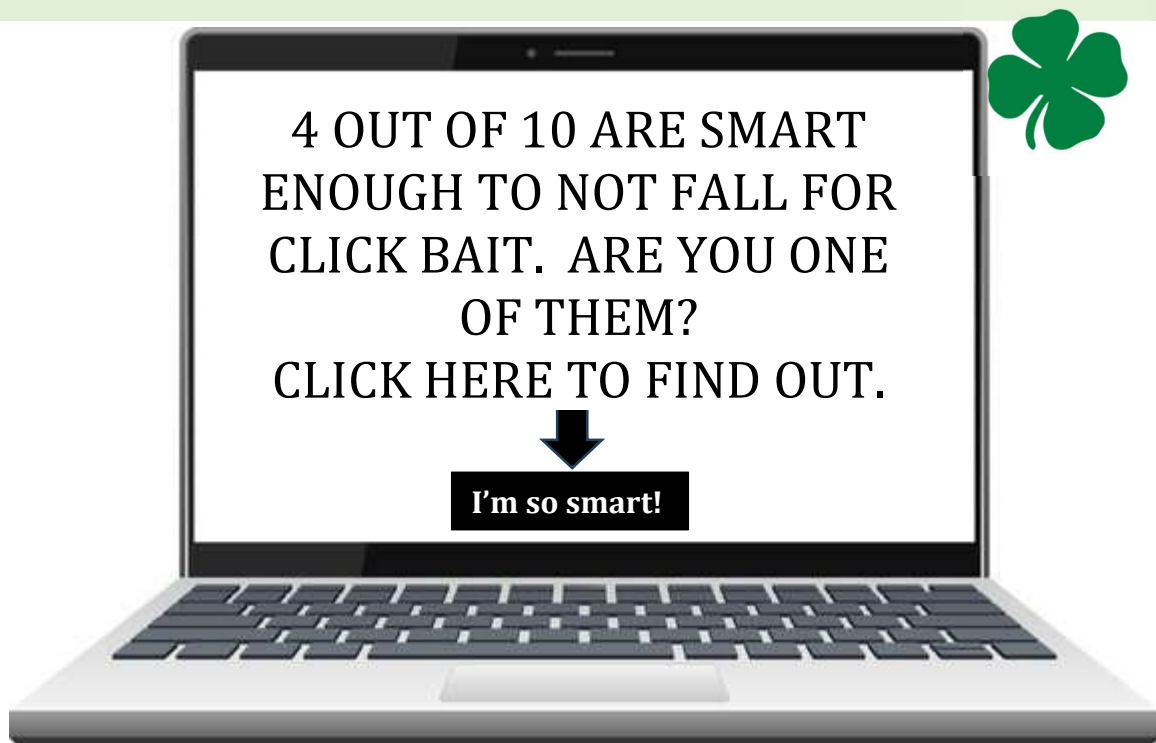 4 OUT OF 10 ARE SMART
ENOUGH TO NOT FALL FOR
CLICK BAIT.  ARE YOU ONE
OF THEM?
CLICK HERE TO FIND OUT.
I’m so smart!